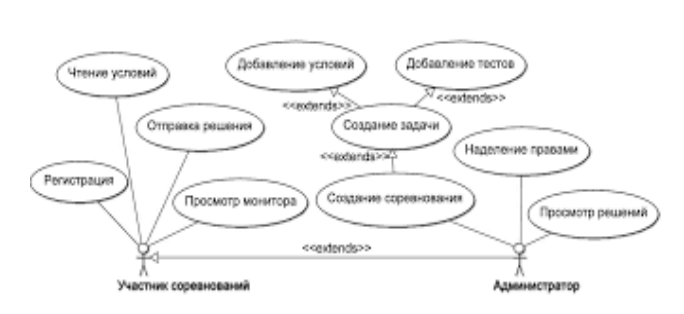 Добавление условий
Добавление тестов
Чтение условий
<<extends>>
<<extends>>
Отправка решения
Создание задачи
Наделение правами
<<extends>>
Регистрация
Просмотр монитора
Создание соревнования
Просмотр решений
<<extends>>
Участник соревнований
Администратор